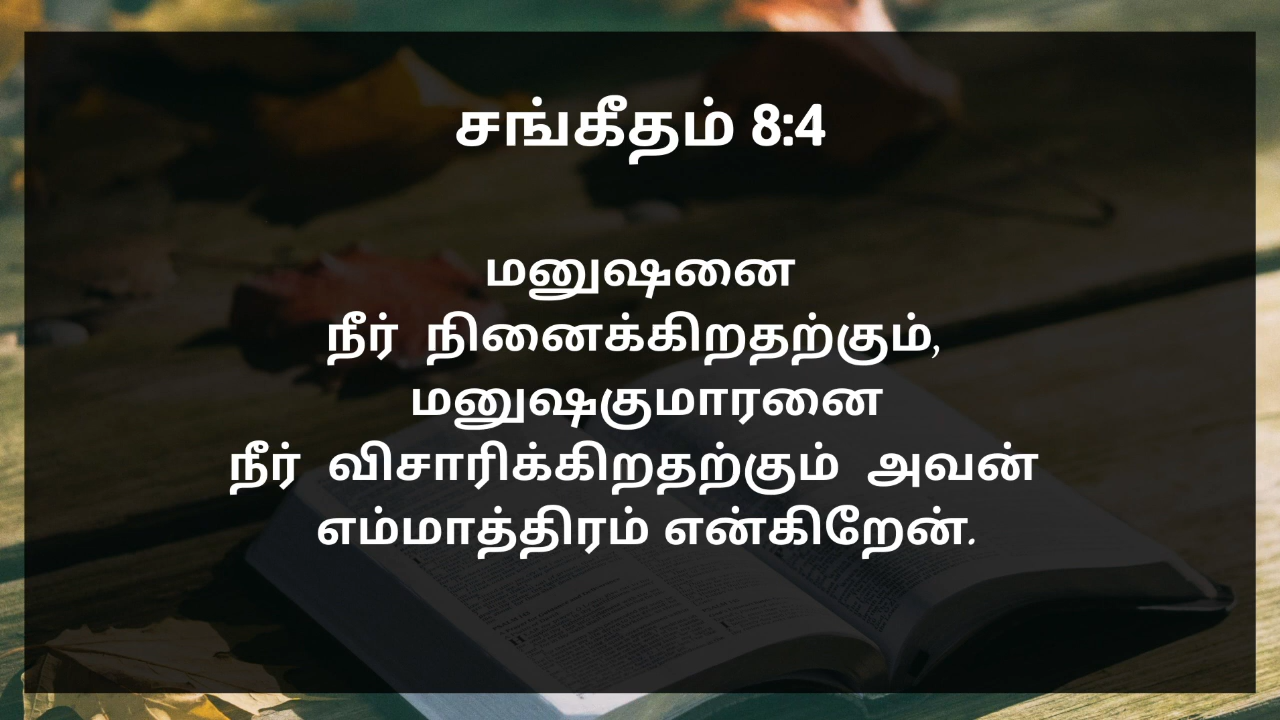 சங்கீதம் 8:4
மனுஷனை
நீர் நினைக்கிறதற்கும்,
மனுஷகுமாரனை
நீர் விசாரிக்கிறதற்கும் அவன்
எம்மாத்திரம் என்கிறேன்.